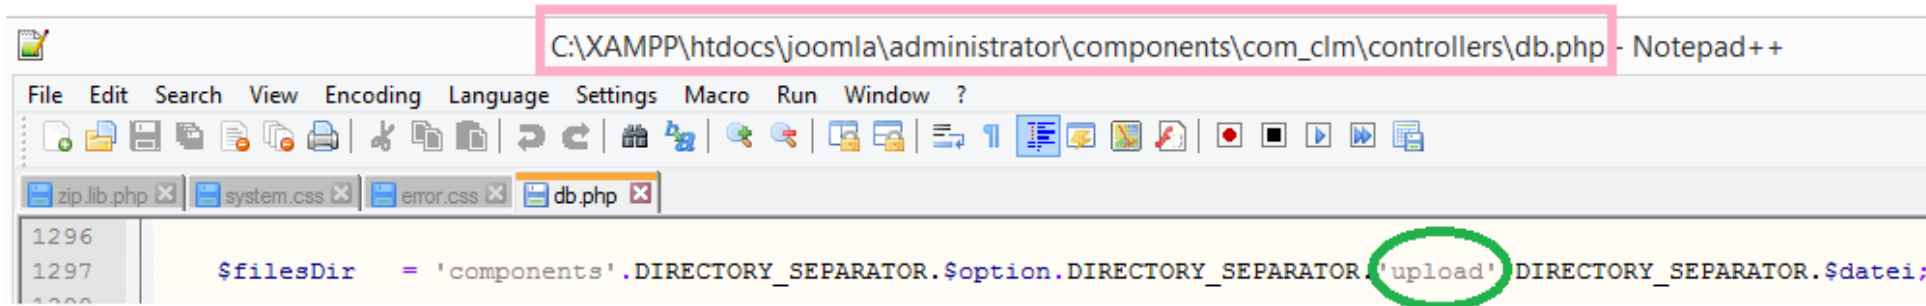 C:\XAMPP\htdocs\joomla\administrator\components\com_clm\controllers\db.php - Notepad++
File Edit Search View Encoding Language Settings Macro Run Window ?
zip.lib.php system.css error.css db.php
1296
1297 $filesDir = 'components'.DIRECTORY_SEPARATOR.$option.DIRECTORY_SEPARATOR.'upload'.DIRECTORY_SEPARATOR.$datei;